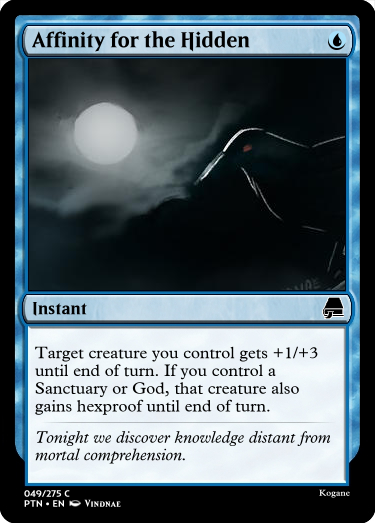 Affinity for the Hidden
Instant
Target creature you control gets +1/+3
until end of turn. If you control a
Sanctuary or God, that creature also
gains hexproof until end of turn.
Tonight we discover knowledge distant from
mortal comprehension.
049/275 C
Kogane
PTN • EN VINDNAE